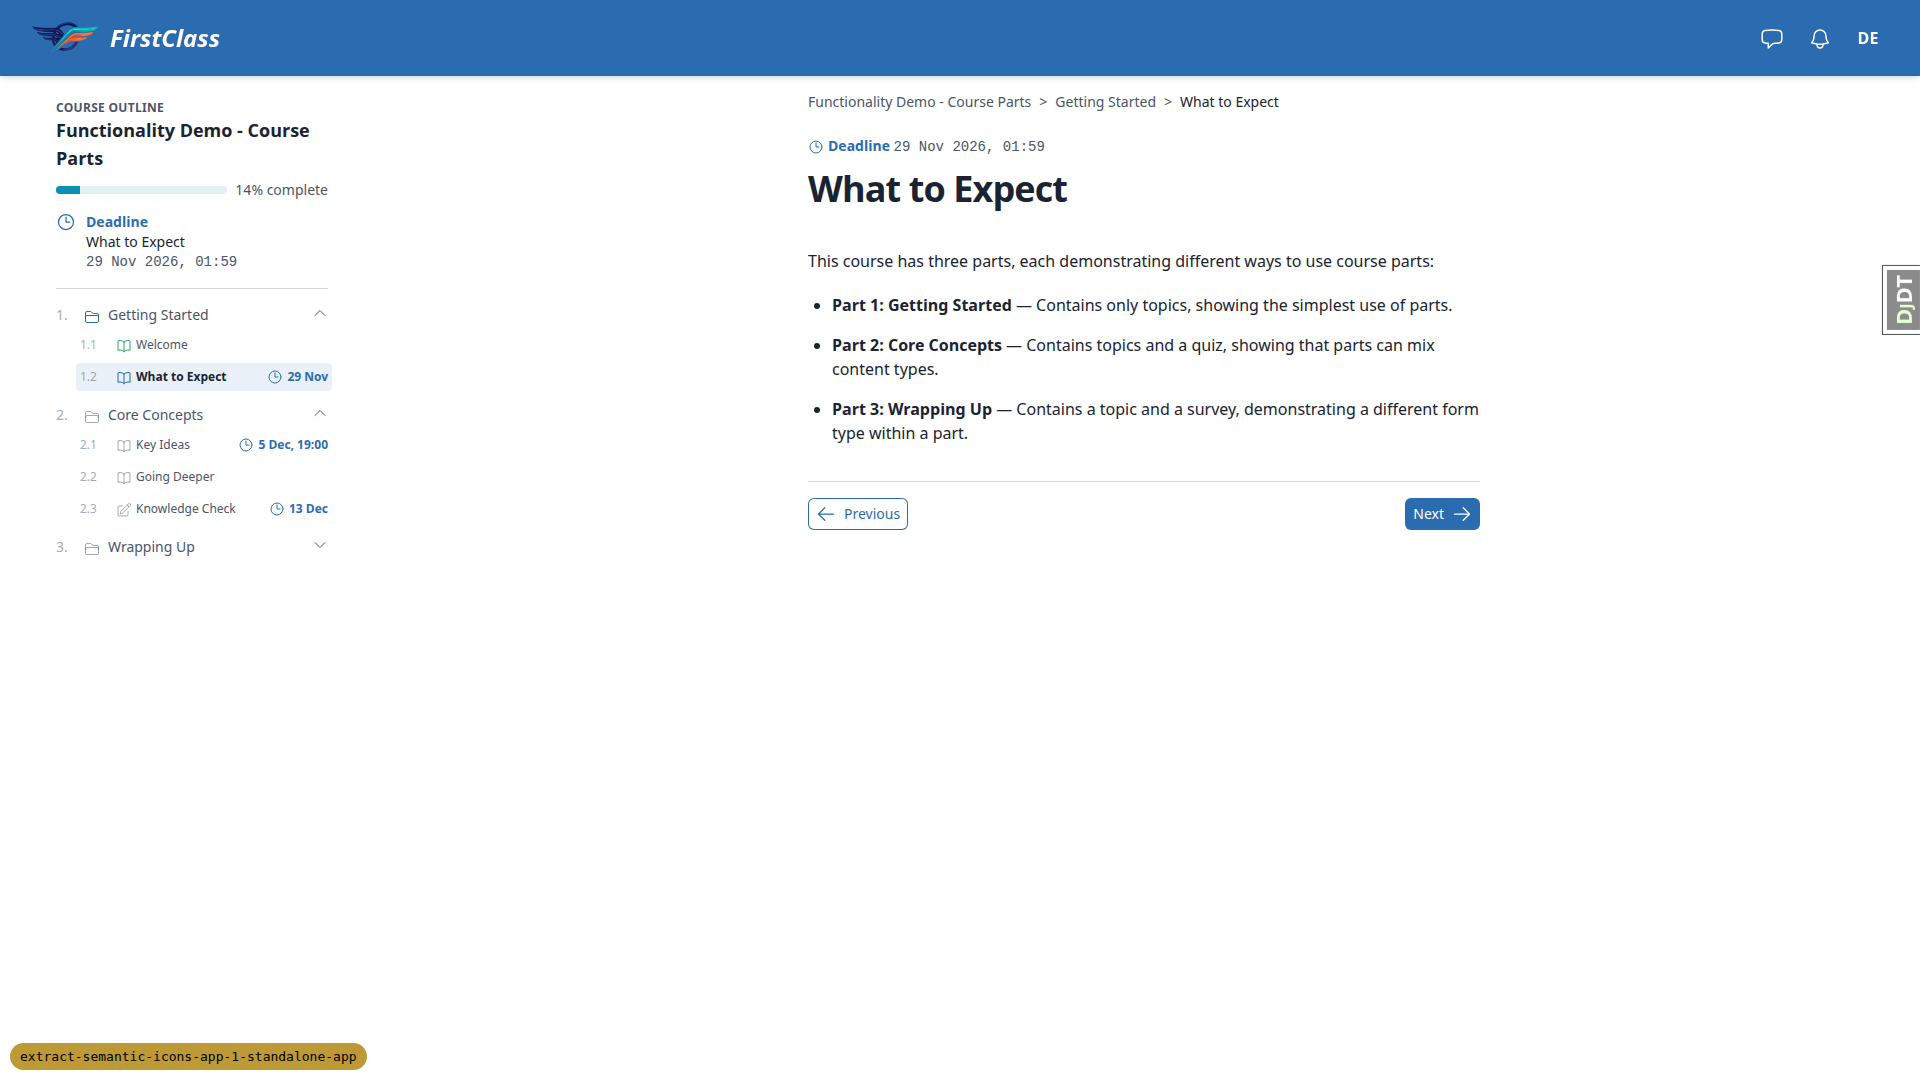 FirstClass
DE
COURSE OUTLINE
Functionality Demo - Course
Parts
14% complete
Deadline
What to Expect
29 Nov 2026, 01:59
1. Getting Started
1.1 Welcome
1.2 What to Expect 29 Nov
2. Core Concepts
2.1 Key Ideas 5 Dec, 19:00
2.2 Going Deeper
2.3 Knowledge Check 13 Dec
3. Wrapping Up
Functionality Demo - Course Parts > Getting Started > What to Expect
Deadline 29 Nov 2026, 01:59
What to Expect
This course has three parts, each demonstrating different ways to use course parts:
• Part 1: Getting Started — Contains only topics, showing the simplest use of parts.
• Part 2: Core Concepts — Contains topics and a quiz, showing that parts can mix
content types.
• Part 3: Wrapping Up — Contains a topic and a survey, demonstrating a different form
type within a part.
Previous
Next
DJDT
extract-semantic-icons-app-1-standalone-app